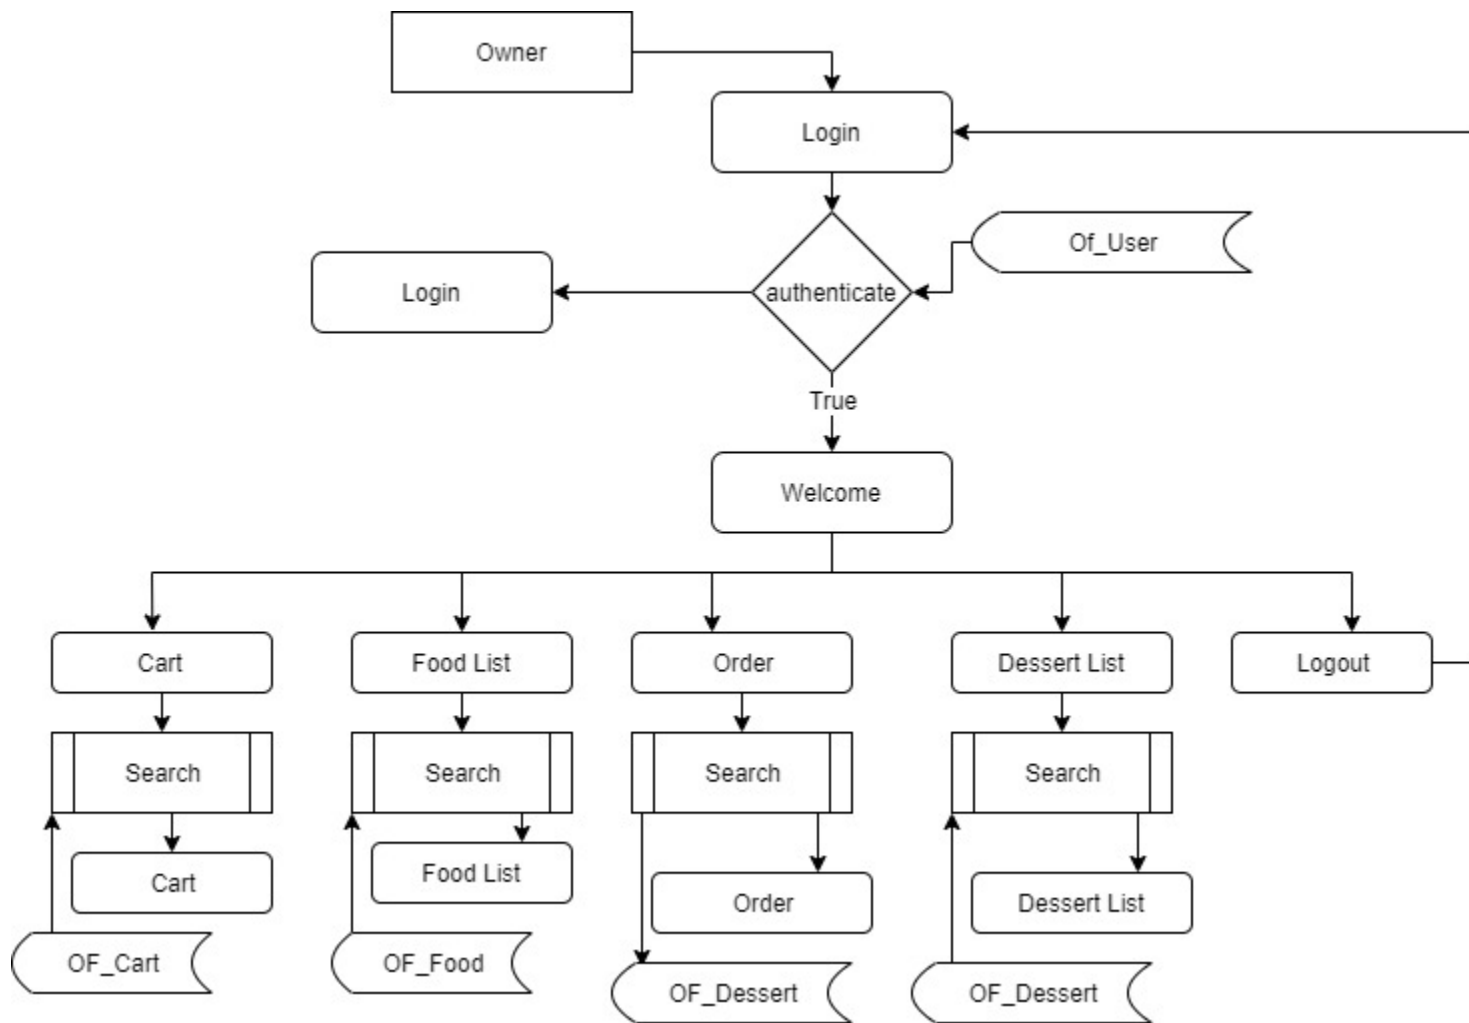 Owner
Login
Of_User
Login
authenticate
True
Welcome
Cart
Food List
Order
Dessert List
Logout
Search
Search
Search
Search
Cart
Food List
Order
Dessert List
OF_Cart
OF_Food
OF_Dessert
OF_Dessert